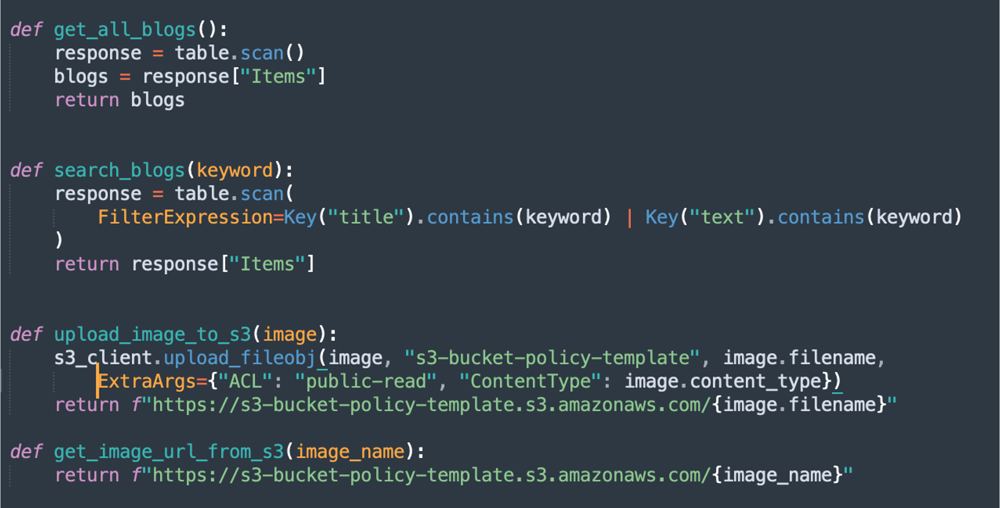 def get_all_blogs():
    response = table.scan()
    blogs = response["Items"]
    return blogs
def search_blogs(keyword):
    response = table.scan(
        FilterExpression=Key("title").contains(keyword) | Key("text").contains(keyword)
    )
    return response["Items"]
def upload_image_to_s3(image):
    s3_client.upload_fileobj(image, "s3-bucket-policy-template", image.filename,
        ExtraArgs={"ACL": "public-read", "ContentType": image.content_type})
    return f"https://s3-bucket-policy-template.s3.amazonaws.com/{image.filename}"
def get_image_url_from_s3(image_name):
    return f"https://s3-bucket-policy-template.s3.amazonaws.com/{image_name}"